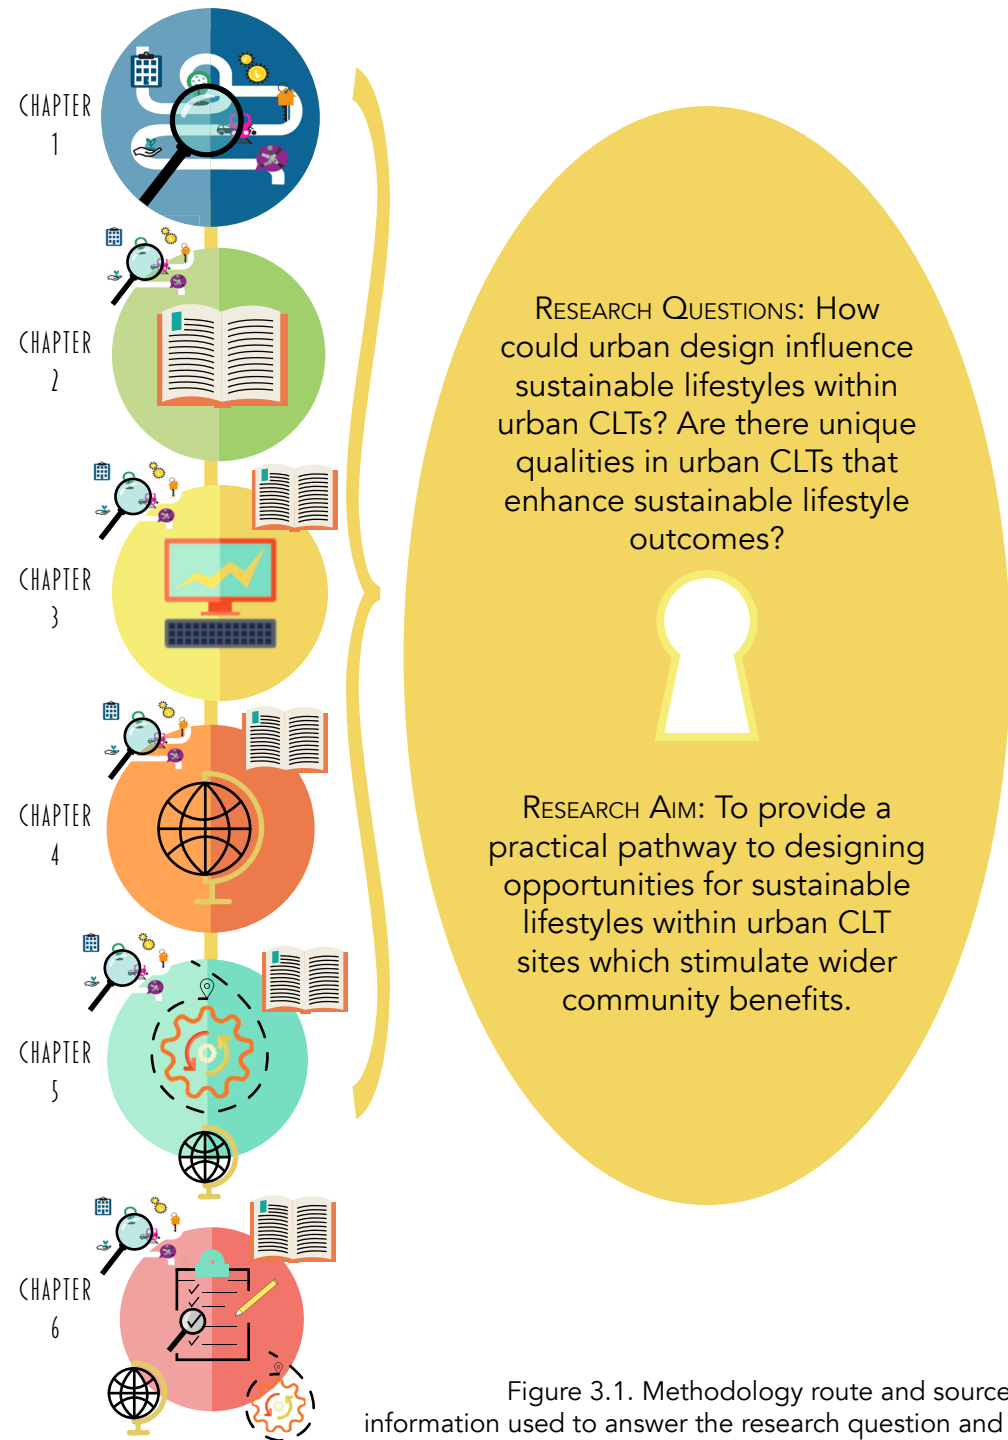 CHAPTER
1
CHAPTER
2
CHAPTER
3
CHAPTER
4
CHAPTER
5
CHAPTER
6
RESEARCH QUESTIONS: How
could urban design influence
sustainable lifestyles within
urban CLTs? Are there unique
qualities in urban CLTs that
enhance sustainable lifestyle
outcomes?
RESEARCH AIM: To provide a
practical pathway to designing
opportunities for sustainable
lifestyles within urban CLT
sites which stimulate wider
community benefits.
Figure 3.1. Methodology route and source
information used to answer the research question and